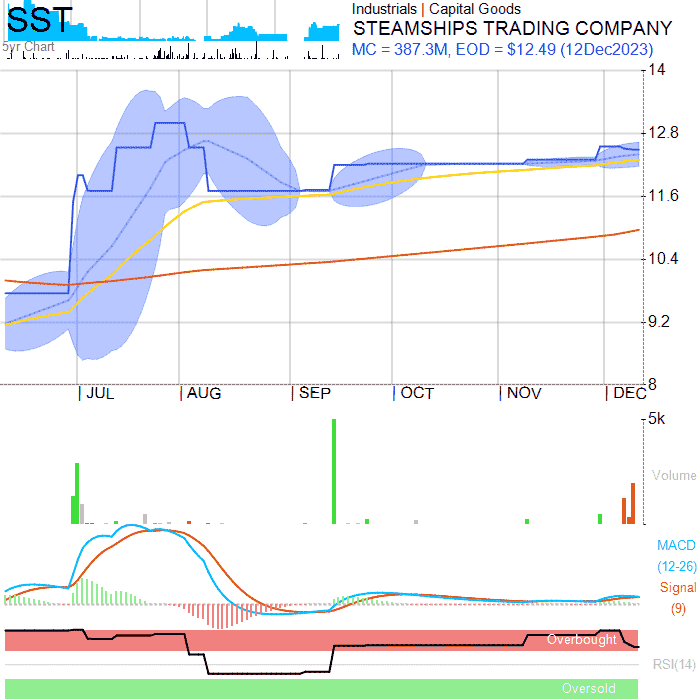 SST
5yr Chart
Industrials | Capital Goods
STEAMSHIPS TRADING COMPANY
MC = 387.3M, EOD = $12.49 (12Dec2023)
14
12.8
11.6
10.4
9.2
8
| JUL | AUG | SEP | OCT | NOV | DEC
5k
Volume
MACD
(12-26)
Signal
(9)
Overbought
RSI(14)
Oversold